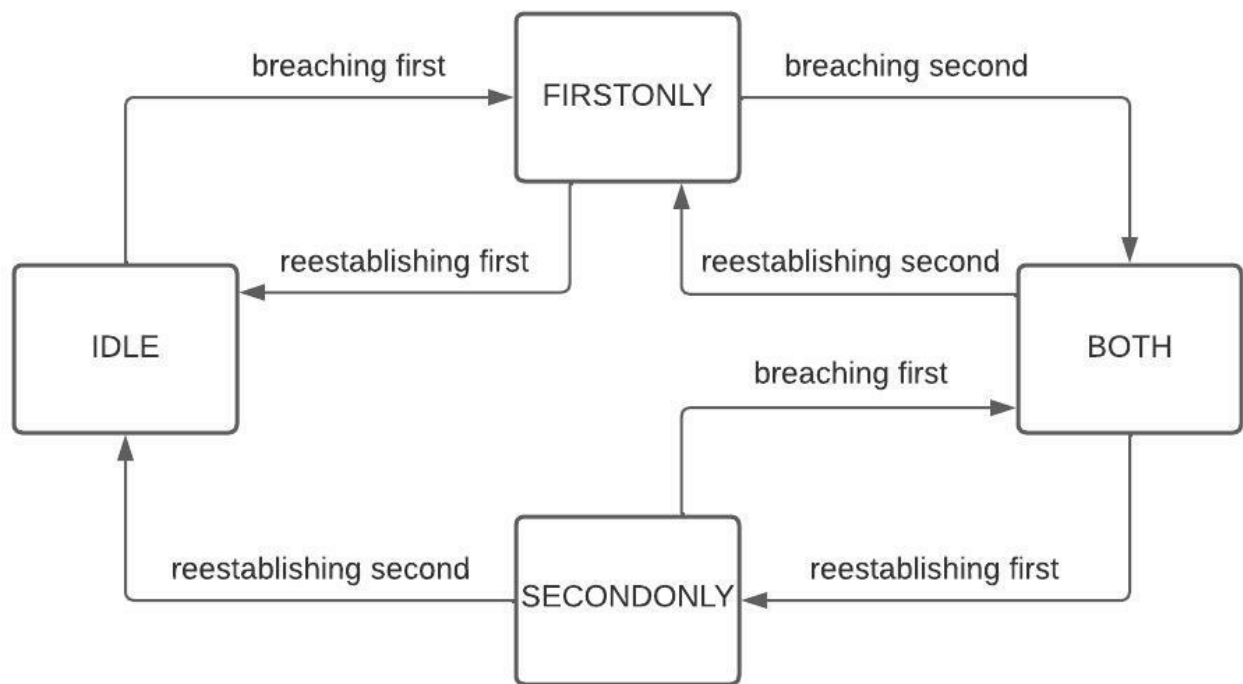 breaching first
breaching second
FIRSTONLY
reestablishing first
reestablishing second
IDLE
BOTH
breaching first
reestablishing second
reestablishing first
SECONDONLY